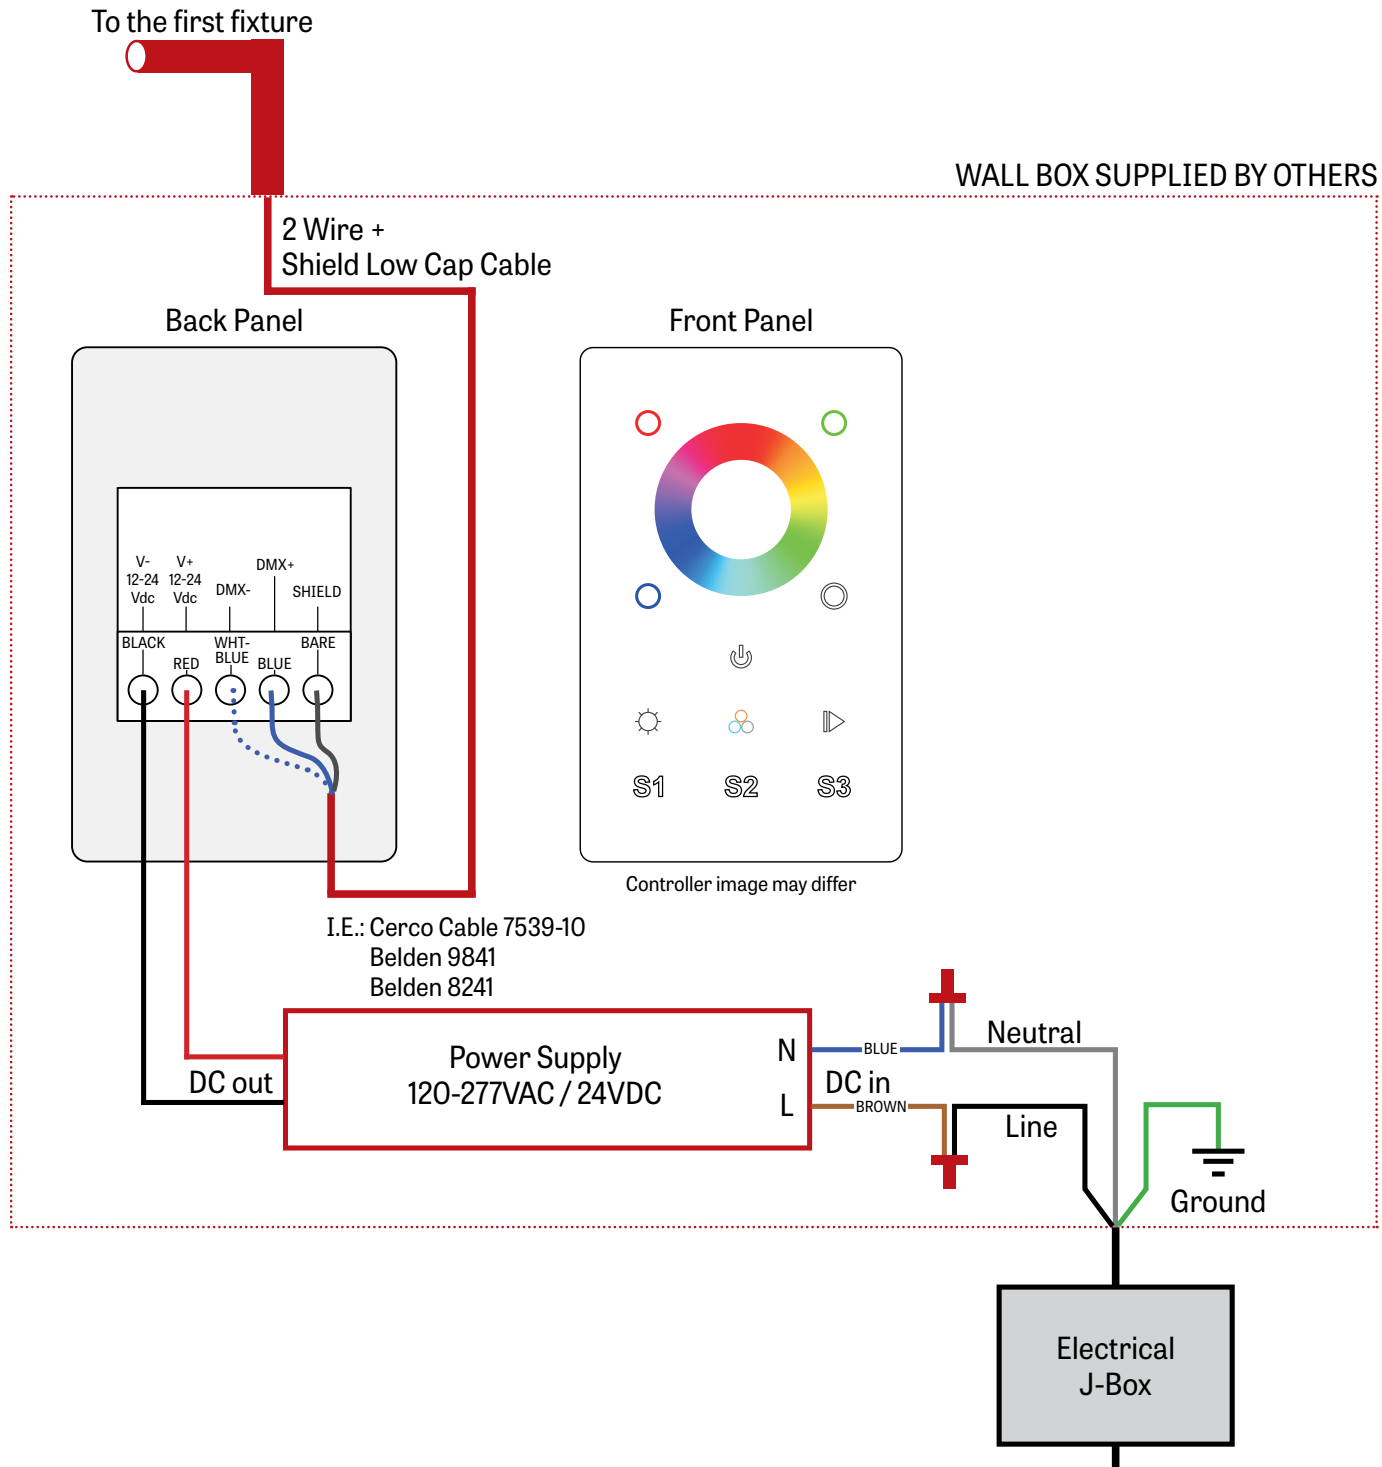 To the first fixture
WALL BOX SUPPLIED BY OTHERS
2 Wire +
Shield Low Cap Cable
Back Panel
Front Panel
V-
12-24
Vdc
V+
12-24
Vdc
DMX-
DMX+
SHIELD
BLACK
RED
WHT-
BLUE
BLUE
BARE
S1 S2 S3
Controller image may differ
I.E.: Cerco Cable 7539-10
Belden 9841
Belden 8241
Power Supply
120-277VAC / 24VDC
DC out
N
L
BLUE
DC in
BROWN
Neutral
Line
Ground
Electrical
J-Box